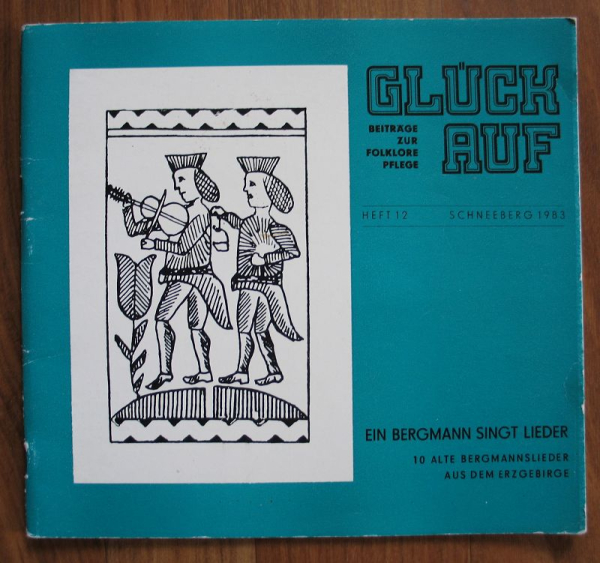 GLÜCK
AUF
BEITRÄGE
ZUR
FOLKLORE
PFLEGE
HEFT 12 SCHNEEBERG 1983
EIN BERGMANN SINGT LIEDER
10 ALTE BERGMANNSLIEDER
AUS DEM ERZGEBIRGE